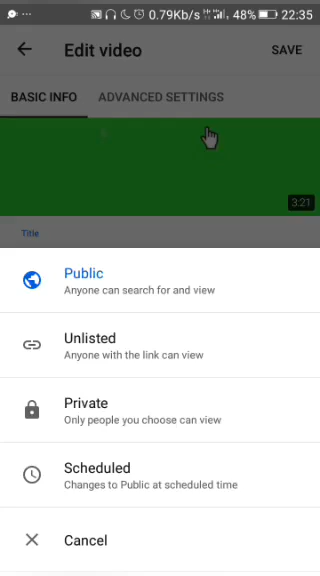 0.79Kb/s 48% 22:35
Edit video SAVE
BASIC INFO ADVANCED SETTINGS
3:21
Title
Public
Anyone can search for and view
Unlisted
Anyone with the link can view
Private
Only people you choose can view
Scheduled
Changes to Public at scheduled time
Cancel